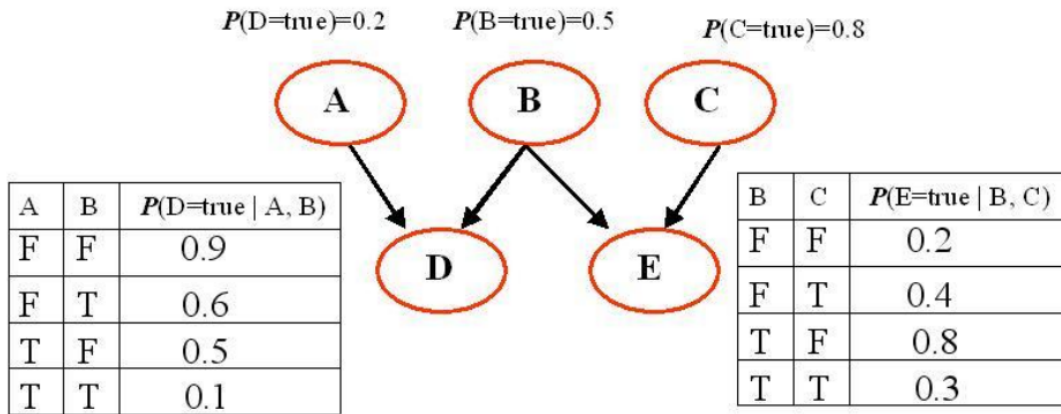 P(D=true)=0.2 P(B=true)=0.5 P(C=true)=0.8
A B C
A B P(D=true | A, B)
F F 0.9
F T 0.6
T F 0.5
T T 0.1
D E
B C P(E=true | B, C)
F F 0.2
F T 0.4
T F 0.8
T T 0.3